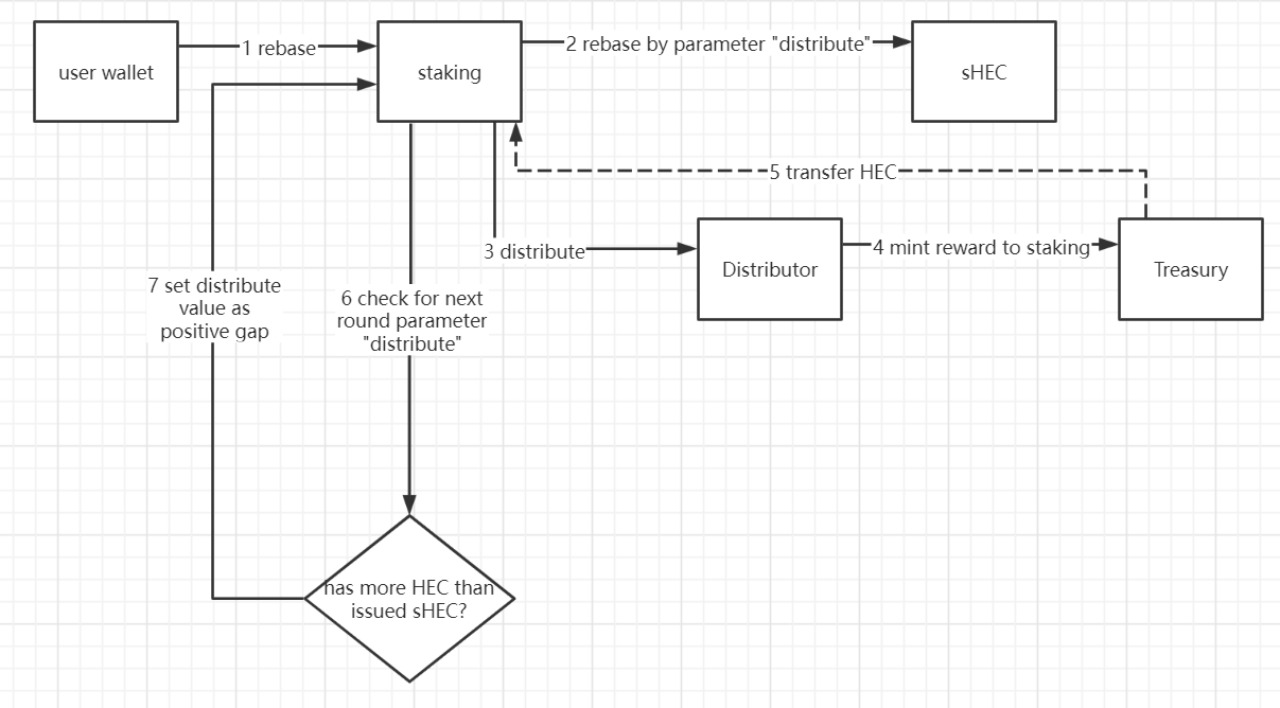 user wallet
1 rebase
staking
2 rebase by parameter "distribute"
sHEC
5 transfer HEC
3 distribute
Distributor
4 mint reward to staking
Treasury
7 set distribute
value as
positive gap
6 check for next
round parameter
"distribute"
has more HEC than
issued sHEC?